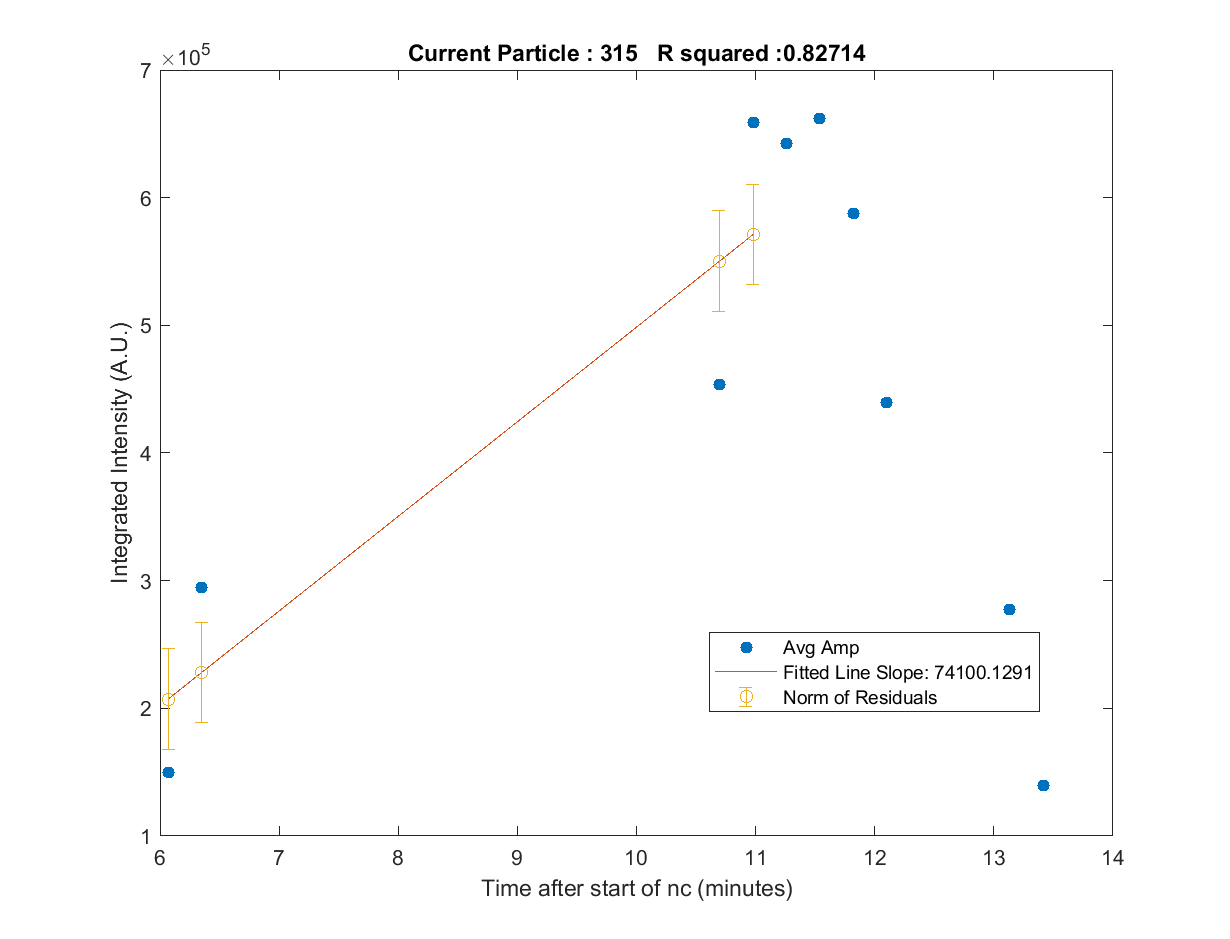 Current Particle : 315   R squared :0.82714
×10^5
7
6
5
4
3
2
1
6 7 8 9 10 11 12 13 14
Integrated Intensity (A.U.)
Time after start of nc (minutes)
Avg Amp
Fitted Line Slope: 74100.1291
Norm of Residuals